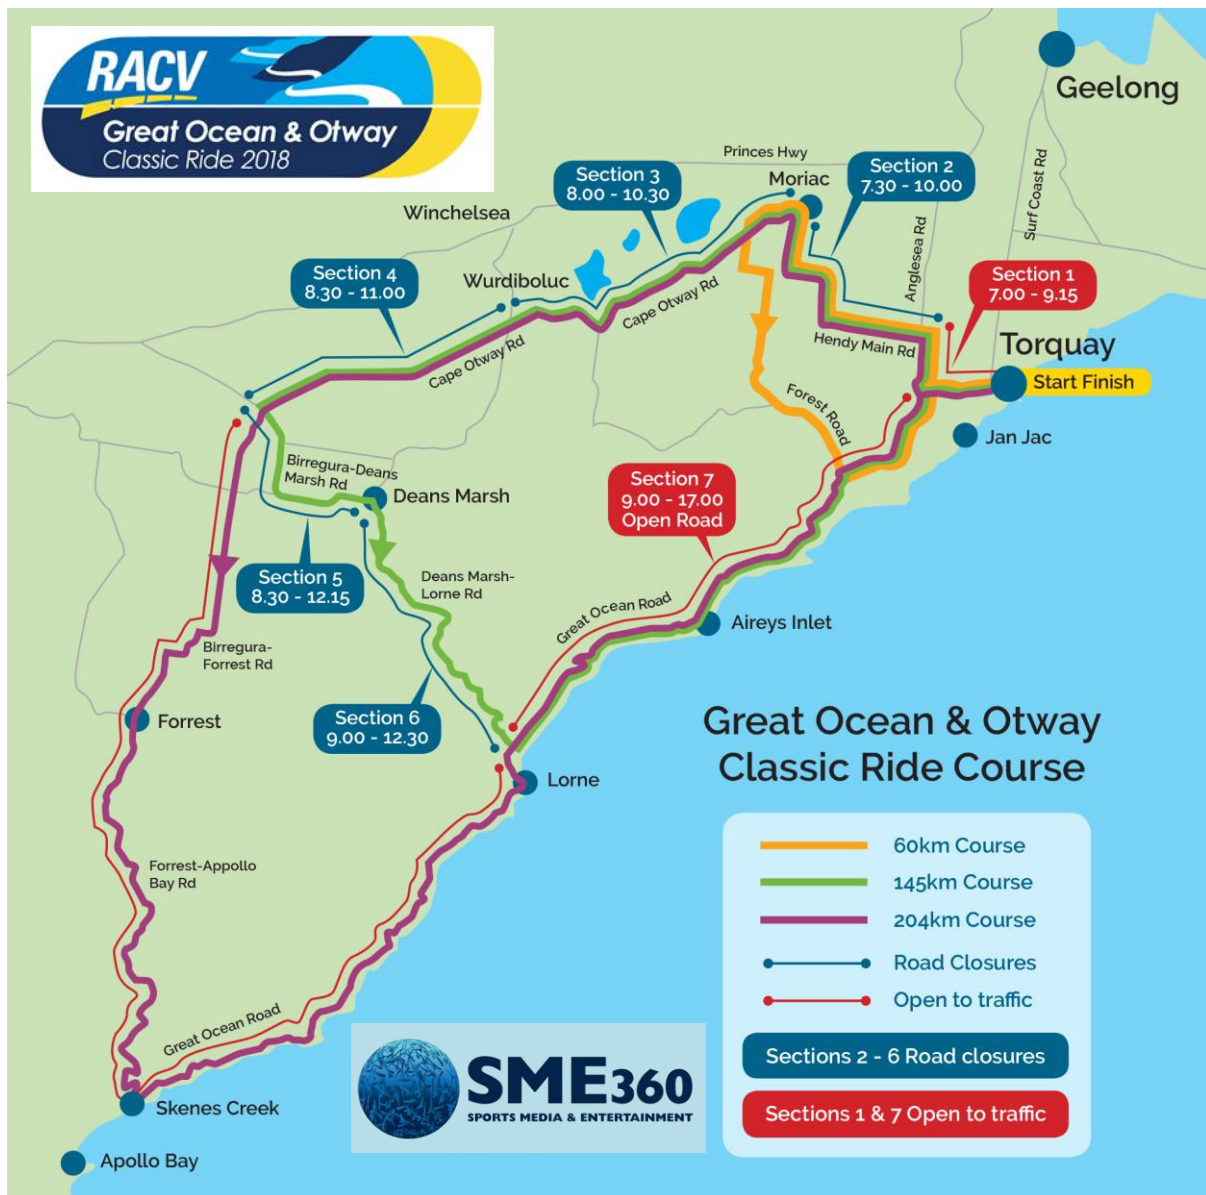 RACV
Great Ocean & Otway
Classic Ride 2018
Geelong
Princes Hwy
Surf Coast Rd
Section 2
7.30 - 10.00
Section 3
8.00 - 10.30
Moriac
Winchelsea
Anglesea Rd
Section 4
8.30 - 11.00
Wurdiboluc
Section 1
7.00 - 9.15
Cape Otway Rd
Cape Otway Rd
Hendy Main Rd
Torquay
Start Finish
Forest Road
Jan Jac
Birregura-Deans
Marsh Rd
Deans Marsh
Section 7
9.00 - 17.00
Open Road
Section 5
8.30 - 12.15
Deans Marsh-
Lorne Rd
Great Ocean Road
Aireys Inlet
Birregura-
Forrest Rd
Forrest
Section 6
9.00 - 12.30
Lorne
Great Ocean & Otway
Classic Ride Course
60km Course
145km Course
204km Course
Road Closures
Open to traffic
Sections 2 - 6 Road closures
Sections 1 & 7 Open to traffic
Forrest-Appollo
Bay Rd
Great Ocean Road
SME360
SPORTS MEDIA & ENTERTAINMENT
Skenes Creek
Apollo Bay